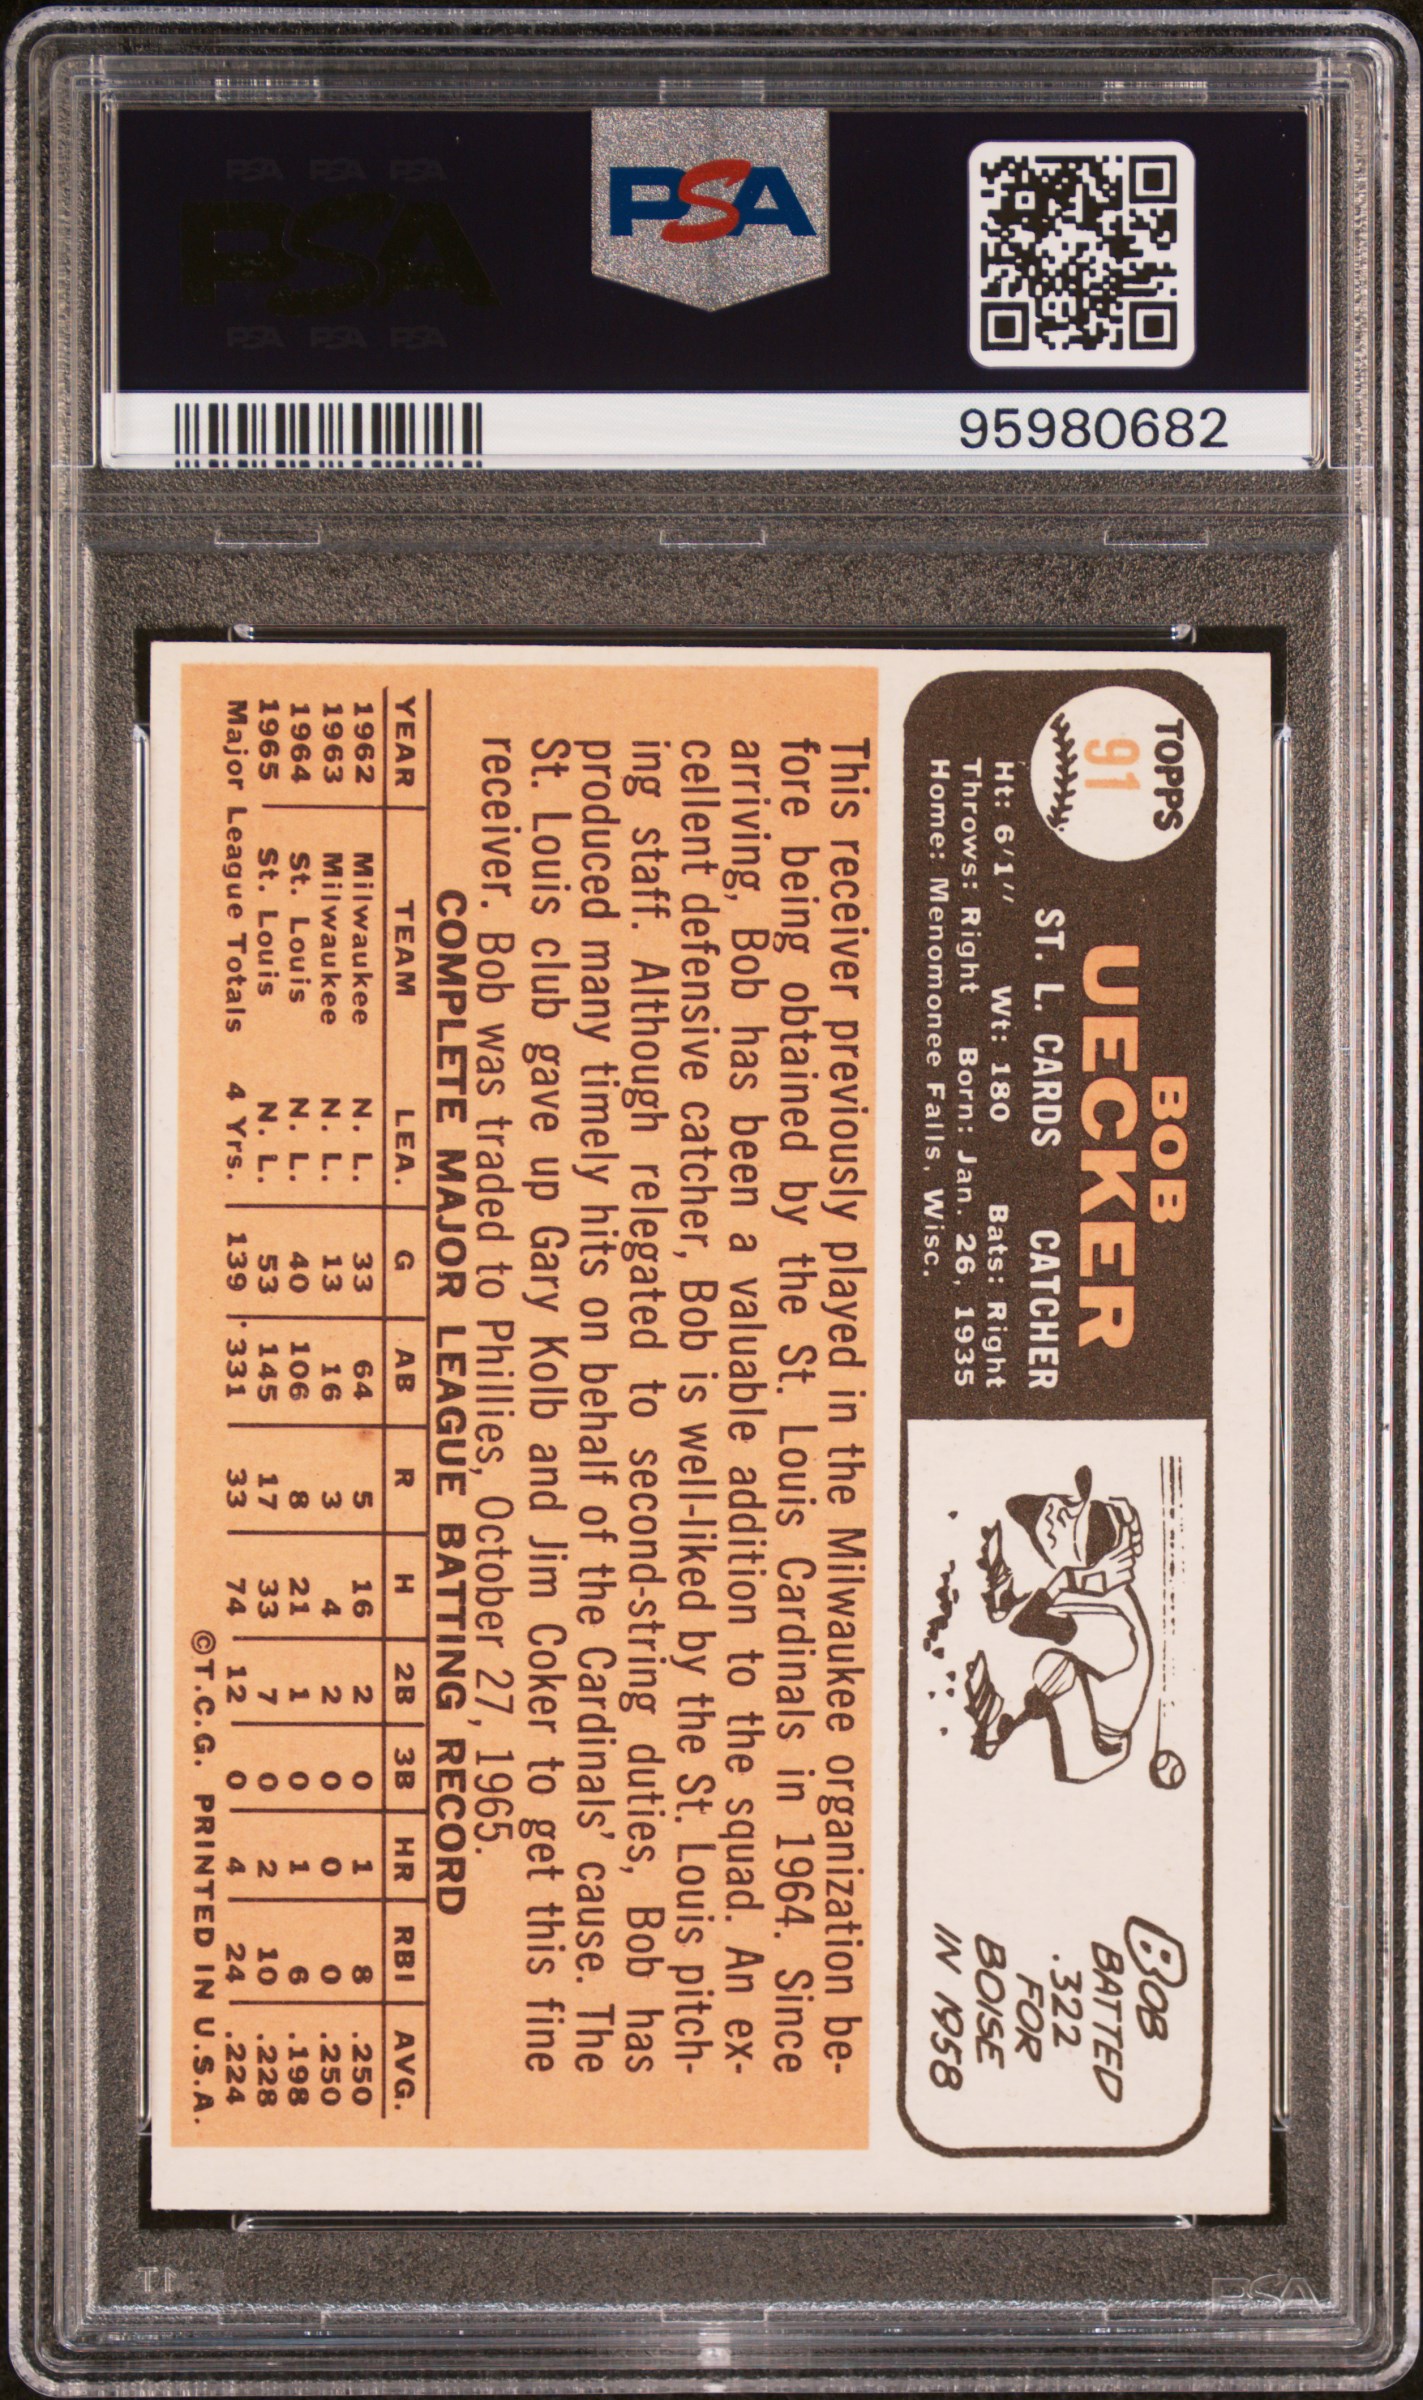 PSA PSA PSA
PSA
PSA PSA PSA
PSA
95980682
TOPPS
91
BOB
UECKER
ST. L. CARDS CATCHER
Ht: 6'1" Wt: 180 Bats: Right
Throws: Right Born: Jan. 26, 1935
Home: Menomonee Falls, Wisc.
BOB
BATTED
.322
FOR
BOISE
IN 1958
This receiver previously played in the Milwaukee organization be-
fore being obtained by the St. Louis Cardinals in 1964. Since
arriving, Bob has been a valuable addition to the squad. An ex-
cellent defensive catcher, Bob is well-liked by the St. Louis pitch-
ing staff. Although relegated to second-string duties, Bob has
produced many timely hits on behalf of the Cardinals' cause. The
St. Louis club gave up Gary Kolb and Jim Coker to get this fine
receiver. Bob was traded to Phillies, October 27, 1965.
COMPLETE MAJOR LEAGUE BATTING RECORD
YEAR TEAM LEA. G AB R H 2B 3B HR RBI AVG.
1962 Milwaukee N. L. 33 64 5 16 2 0 1 8 .250
1963 Milwaukee N. L. 13 16 3 4 2 0 0 0 .250
1964 St. Louis N. L. 40 106 8 21 1 0 1 6 .198
1965 St. Louis N. L. 53 145 17 33 7 0 2 10 .228
Major League Totals 4 Yrs. 139 331 33 74 12 0 4 24 .224
©T.C.G. PRINTED IN U.S.A.
PSA